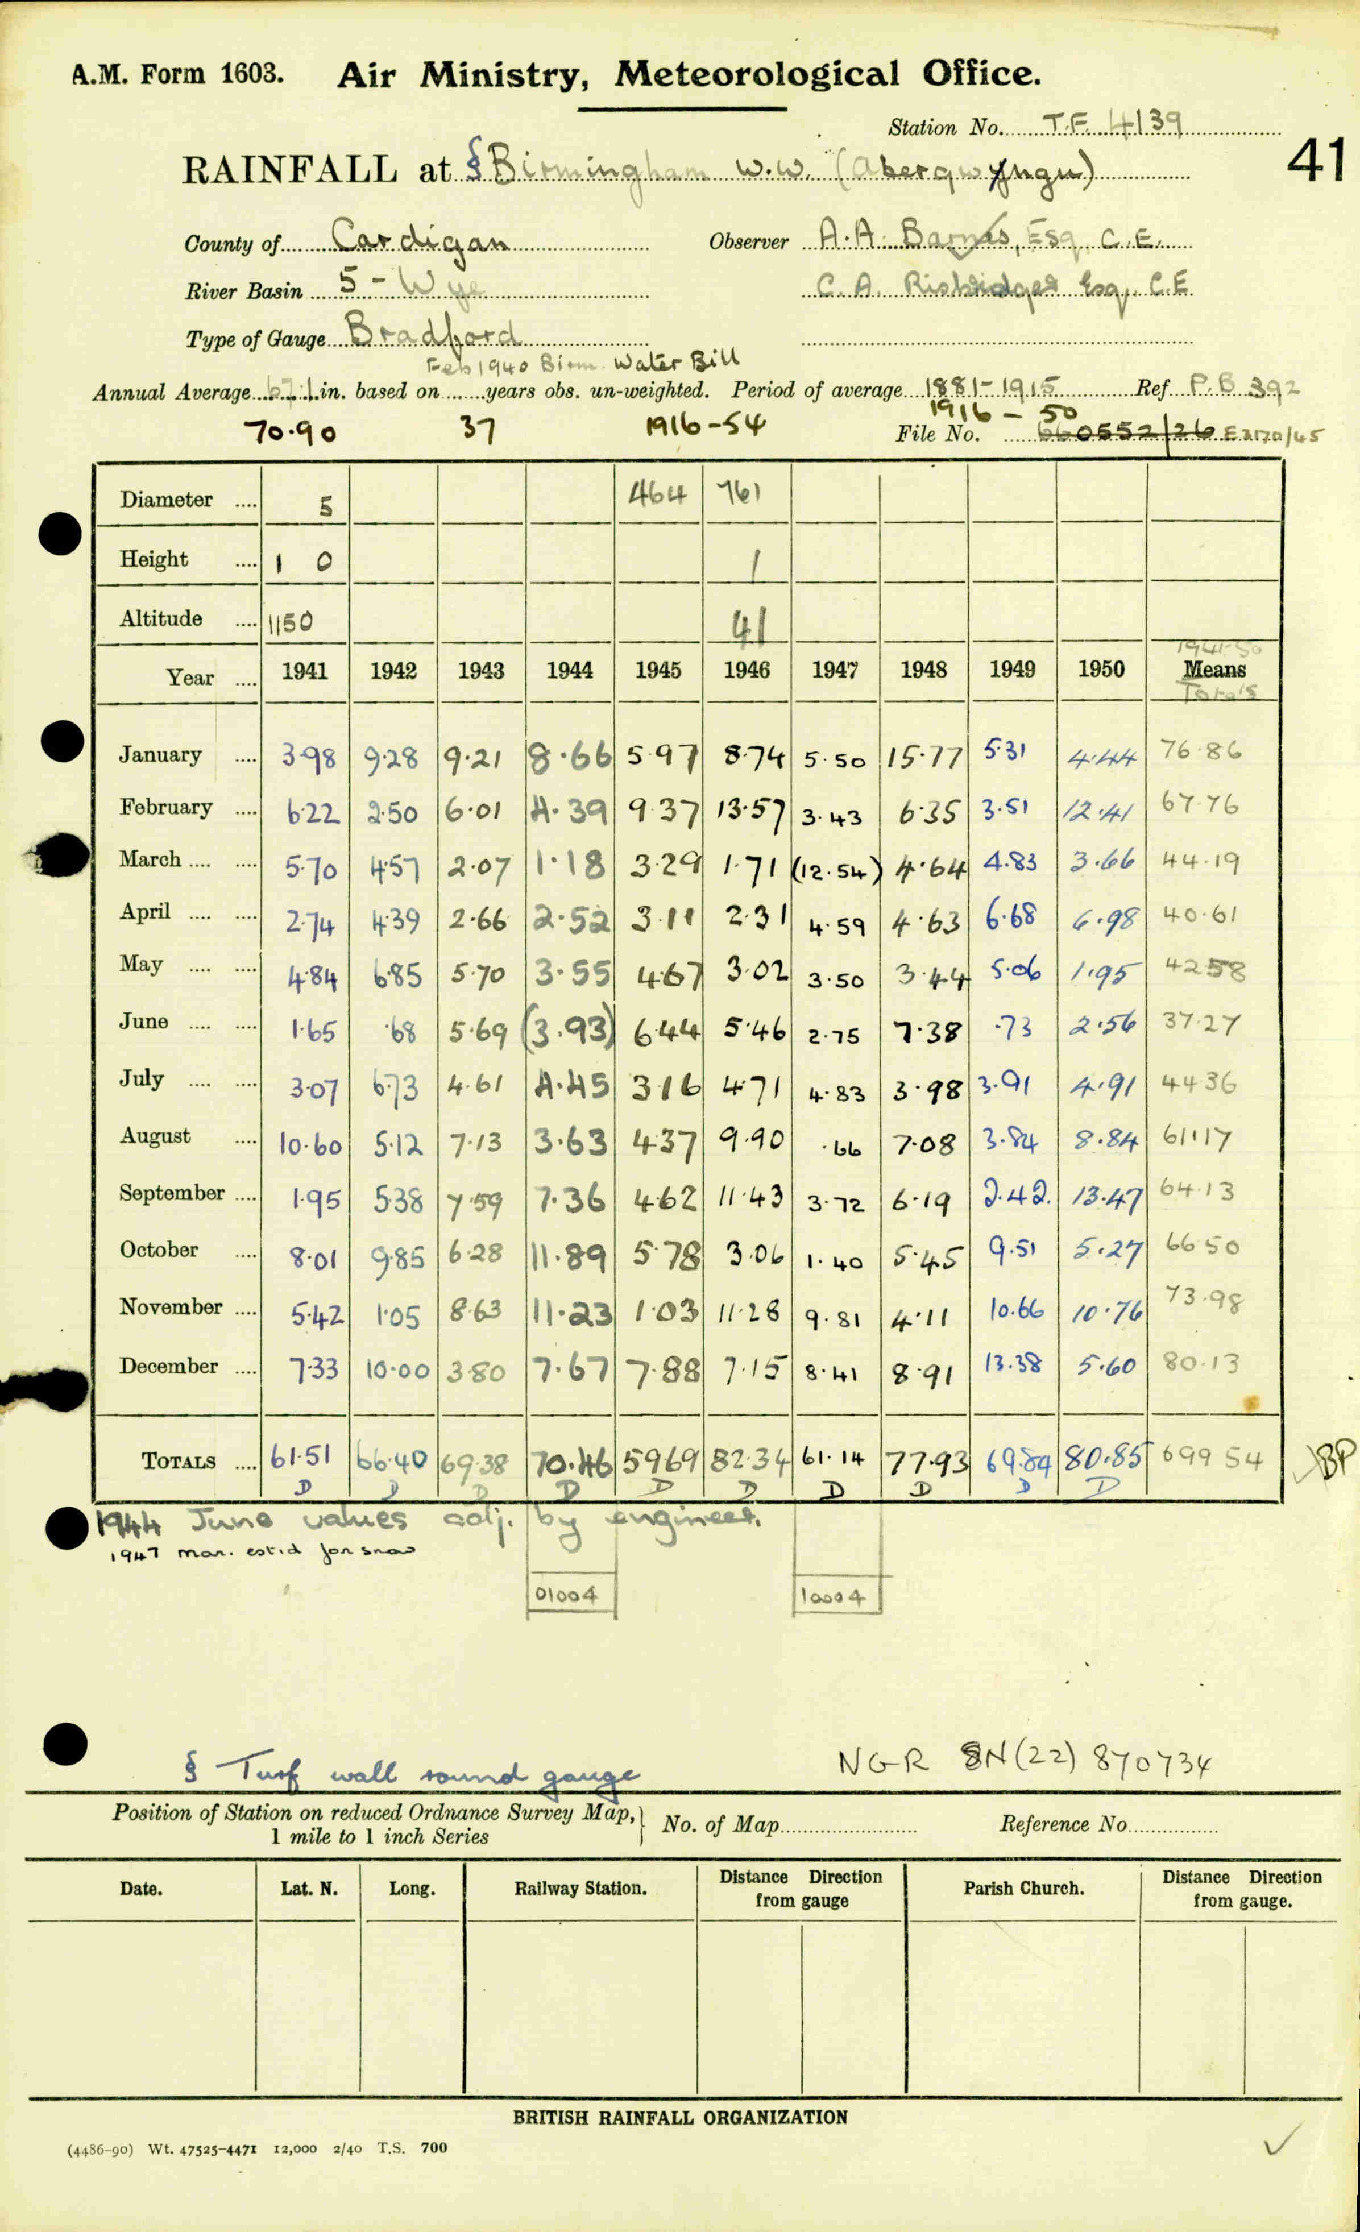 A.M. Form 1603. Air Ministry, Meteorological Office.
Station No. T.F. 4139
41
RAINFALL at § Birmingham W.W. (Abergwyngu)
County of Cardigan Observer A.A. Barnes, Esq. C.E.
River Basin 5 - Wye C. A. Risbridger Esq. C.E
Type of Gauge Bradford
Feb 1940 Birm. Water Bill
Annual Average 67.1 in. based on years obs. un-weighted. Period of average 1881-1915 Ref P.B 392
1916 - 50
70.90 37 1916-54 File No. 660552/26 E2170/45
Diameter .... 5 464 761
Height .... 1 0 1
Altitude .... 1150 41
1941-50
Year .... 1941 1942 1943 1944 1945 1946 1947 1948 1949 1950 Means
Totals
January .... 3.98 9.28 9.21 8.66 5.97 8.74 5.50 15.77 5.31 4.44 76.86
February .... 6.22 2.50 6.01 4.39 9.37 13.57 3.43 6.35 3.51 12.41 67.76
March .... .... 5.70 4.57 2.07 1.18 3.29 1.71 (12.54) 4.64 4.83 3.66 44.19
April .... .... 2.74 4.39 2.66 2.52 3.11 2.31 4.59 4.63 6.68 6.98 40.61
May .... .... 4.84 6.85 5.70 3.55 4.67 3.02 3.50 3.44 5.06 1.95 42.58
June .... .... 1.65 .68 5.69 (3.93) 6.44 5.46 2.75 7.38 .73 2.56 37.27
July .... .... 3.07 6.73 4.61 4.45 3.16 4.71 4.83 3.98 3.91 4.91 44.36
August .... 10.60 5.12 7.13 3.63 4.37 9.90 .66 7.08 3.84 8.84 61.17
September .... 1.95 5.38 7.59 7.36 4.62 11.43 3.72 6.19 2.42. 13.47 64.13
October .... 8.01 9.85 6.28 11.89 5.78 3.06 1.40 5.45 9.51 5.27 66.50
November .... 5.42 1.05 8.63 11.23 1.03 11.28 9.81 4.11 10.66 10.76 73.98
December .... 7.33 10.00 3.80 7.67 7.88 7.15 8.41 8.91 13.38 5.60 80.13
TOTALS .... 61.51 66.40 69.38 70.46 59.69 82.34 61.14 77.93 69.84 80.85 699.54 BP
D D D D D D D D D D
1944 June values adj. by engineer.
1947 mar. est.d for snow
01004 10004
§ Turf wall round gauge NGR SN(22) 870734
Position of Station on reduced Ordnance Survey Map, No. of Map Reference No.
1 mile to 1 inch Series
Date. Lat. N. Long. Railway Station. Distance Direction from gauge Parish Church. Distance Direction from gauge.
BRITISH RAINFALL ORGANIZATION
(4486-90) Wt. 47525-4471 12,000 2/40 T.S. 700